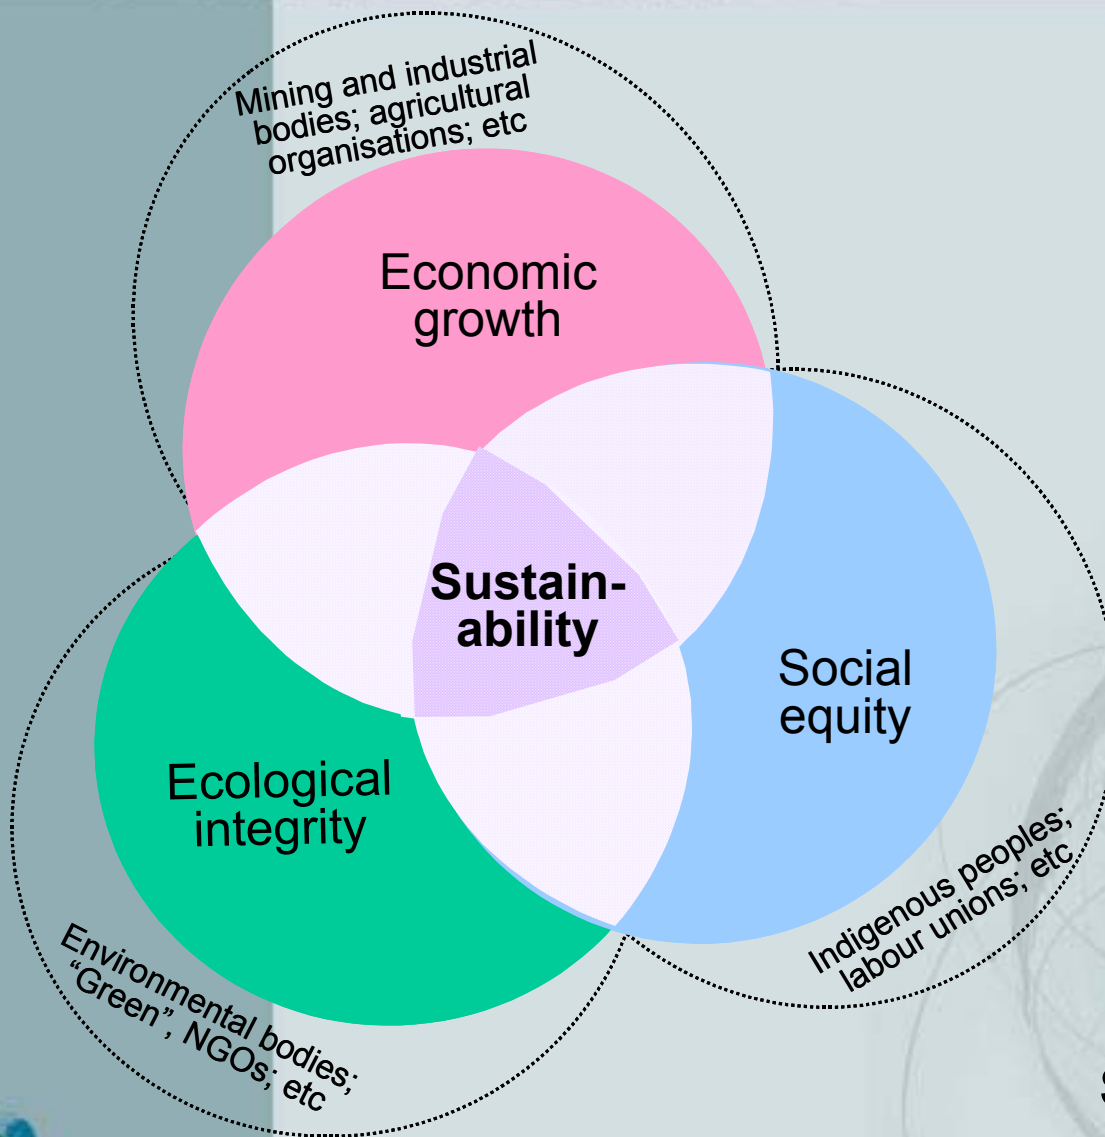 Mining and industrial
bodies; agricultural
organisations; etc
Economic
growth
Sustain-
ability
Social
equity
Ecological
integrity
Indigenous peoples;
labour unions; etc
Environmental bodies;
“Green”, NGOs; etc